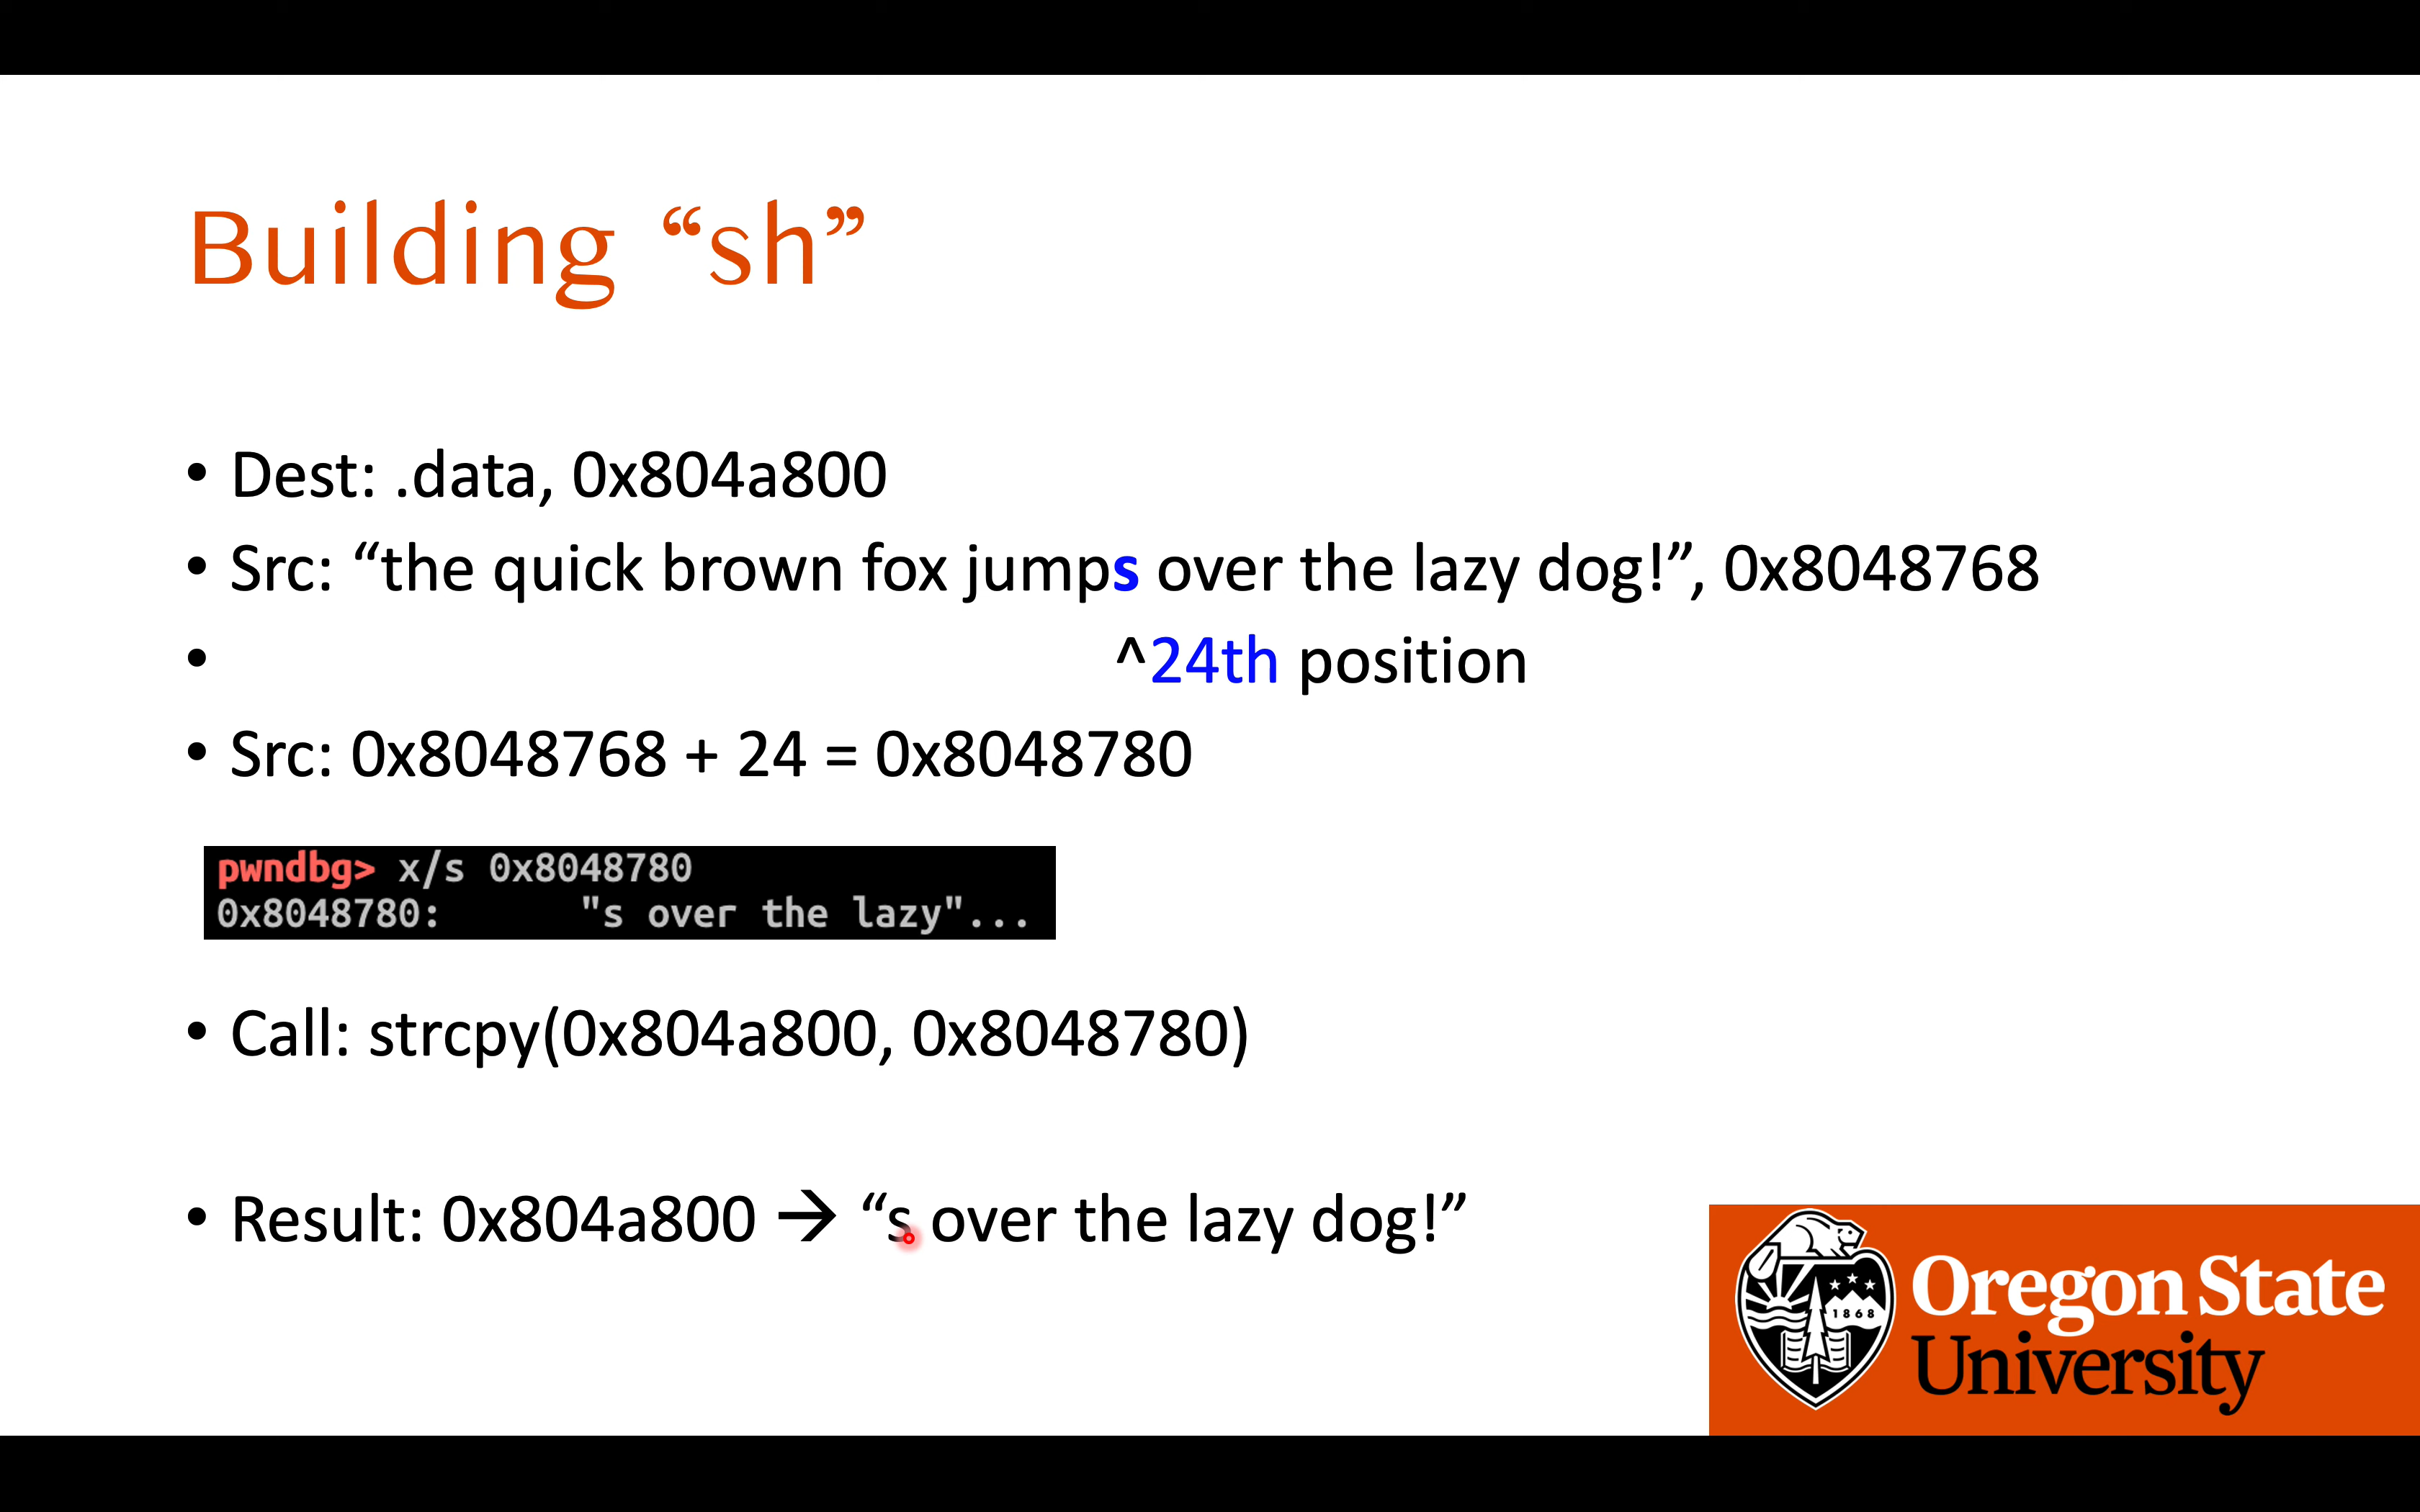 Building “sh”
• Dest: .data, 0x804a800
• Src: “the quick brown fox jumps over the lazy dog!”, 0x8048768
• ^24th position
• Src: 0x8048768 + 24 = 0x8048780
pwndbg> x/s 0x8048780
0x8048780: "s over the lazy"...
• Call: strcpy(0x804a800, 0x8048780)
• Result: 0x804a800 → “s over the lazy dog!”
1868
Oregon State
University